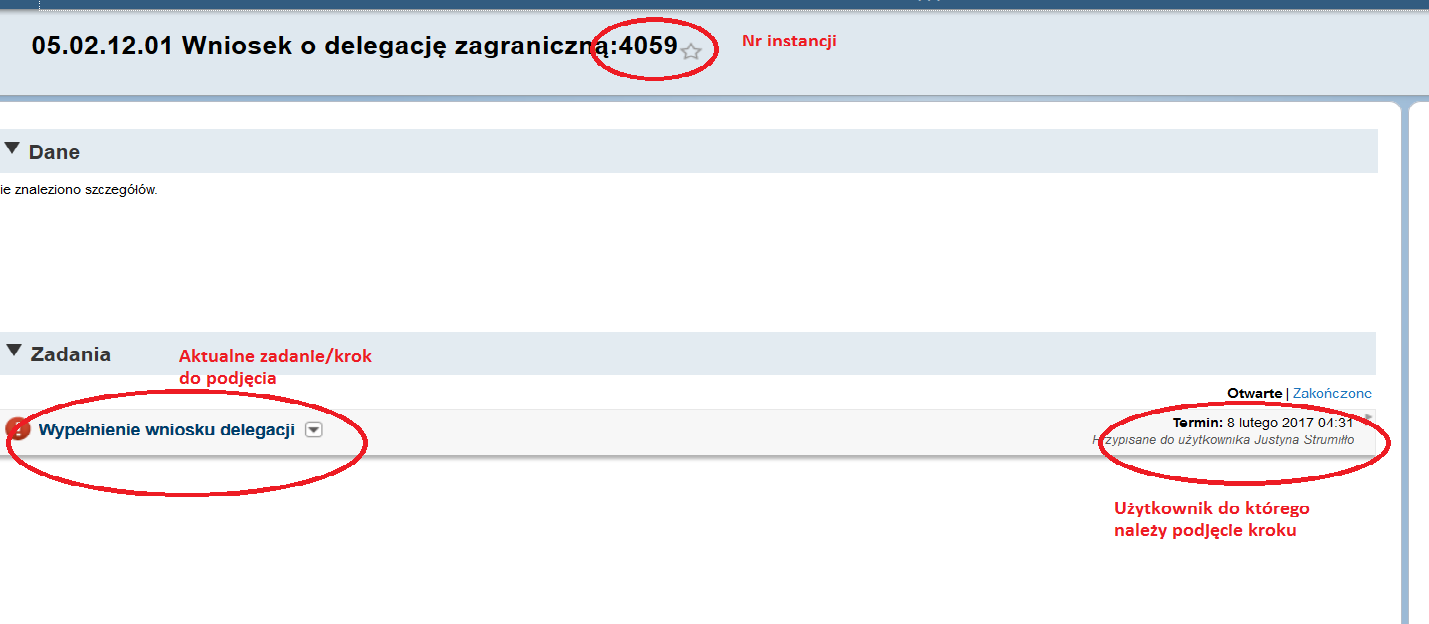 05.02.12.01 Wniosek o delegację zagraniczną:4059
Nr instancji
Dane
ie znaleziono szczegółów.
Zadania
Aktualne zadanIe/krok
do podjęcia
Otwarte | Zakończone
Wypełnienie wniosku delegacji
Termin: 8 lutego 2017 04:31
Przypisane do użytkownika Justyna Strumiłło
Użytkownik do którego
należy podjęcIe kroku